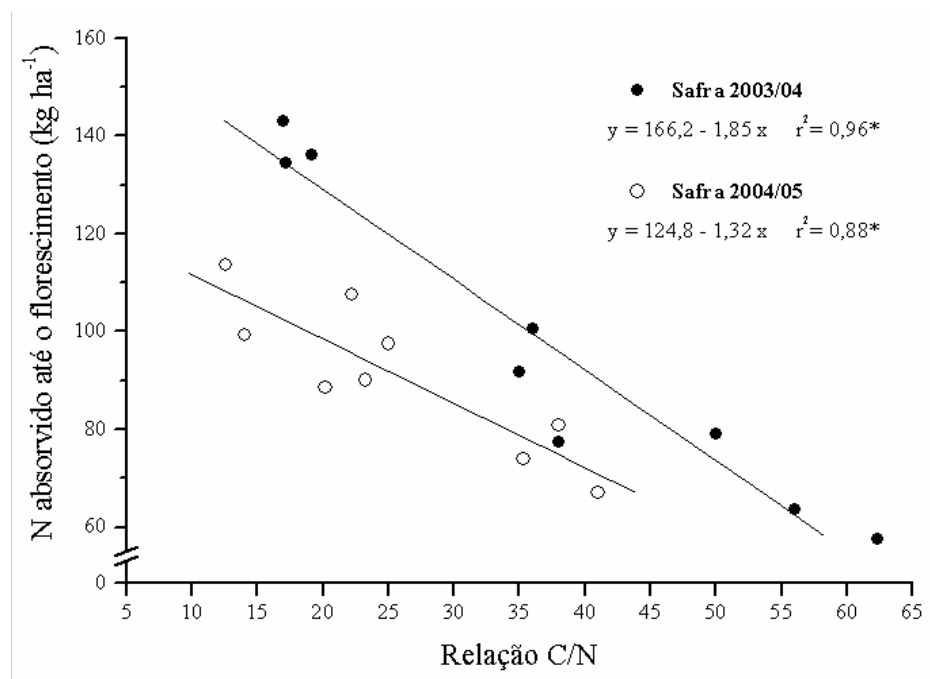 N absorvido até o florescimento (kg ha⁻¹)
160
140
120
100
80
60
0
Safra 2003/04
y = 166,2 - 1,85 x r² = 0,96*
Safra 2004/05
y = 124,8 - 1,32 x r² = 0,88*
5 10 15 20 25 30 35 40 45 50 55 60 65
Relação C/N